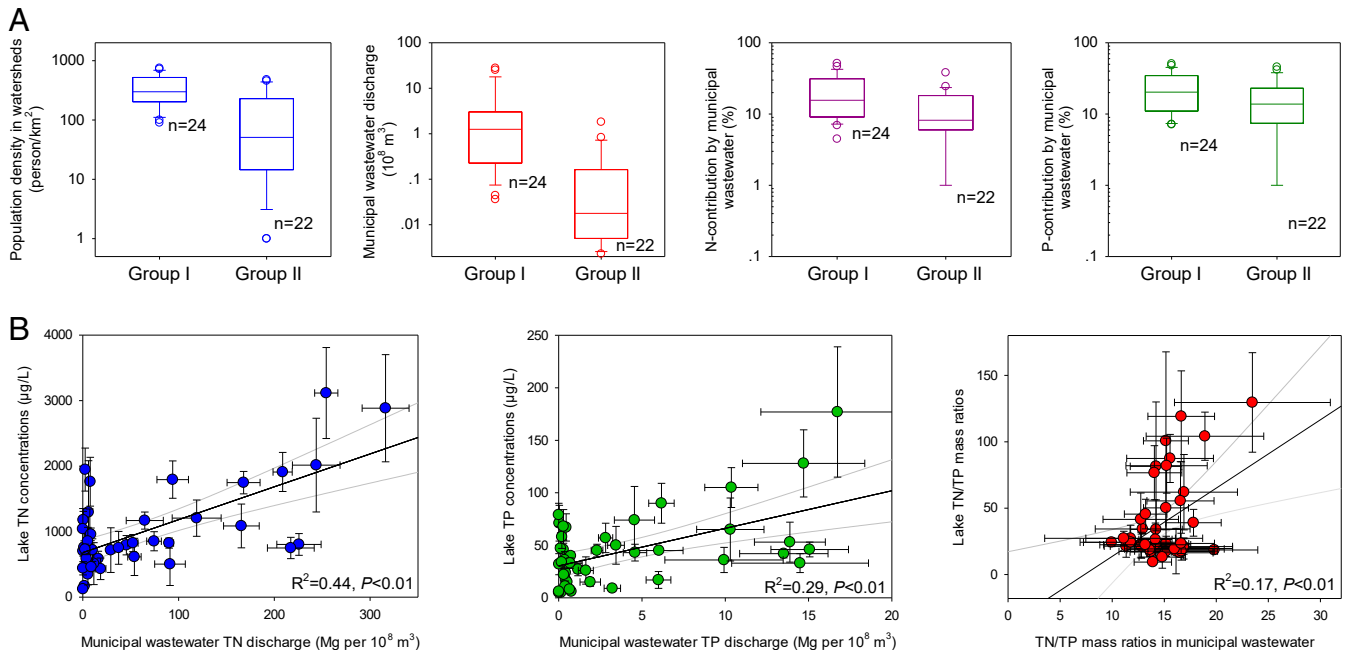 A
Population density in watersheds
(person/km²)
1000
100
10
1
n=24
n=22
Group I
Group II
Municipal wastewater discharge
(10⁸ m³)
100
10
1
.1
.01
n=24
n=22
Group I
Group II
N-contribution by municipal
wastewater (%)
100
10
1
.1
n=24
n=22
Group I
Group II
P-contribution by municipal
wastewater (%)
100
10
1
.1
n=24
n=22
Group I
Group II
B
Lake TN concentrations (µg/L)
4000
3000
2000
1000
0
R²=0.44, P<0.01
0
100
200
300
Municipal wastewater TN discharge (Mg per 10⁸ m³)
Lake TP concentrations (µg/L)
250
200
150
100
50
0
R²=0.29, P<0.01
0
5
10
15
20
Municipal wastewater TP discharge (Mg per 10⁸ m³)
Lake TN/TP mass ratios
150
100
50
0
R²=0.17, P<0.01
0
5
10
15
20
25
30
TN/TP mass ratios in municipal wastewater